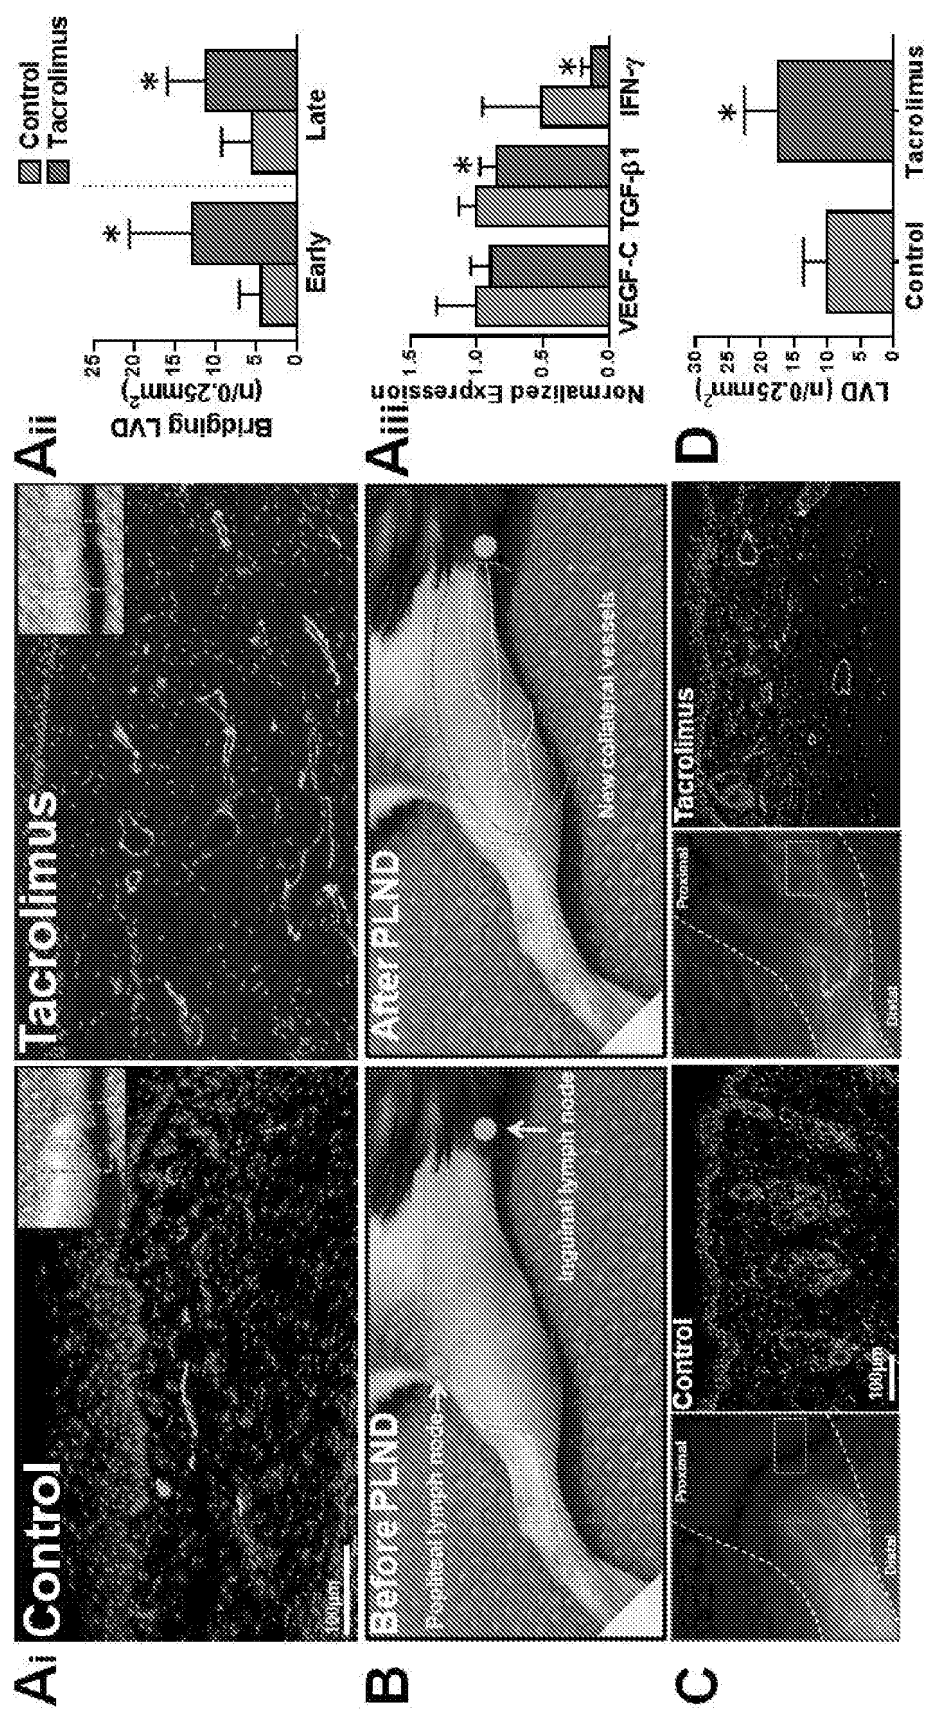 Ai
Control
100µm
Tacrolimus
Aii
Control
Tacrolimus
Bridging LVD
(n/0.25mm²)
25
20
15
10
5
0
Early
Late
*
*
B
Before PLND
Popliteal lymph node
Inguinal lymph node
After PLND
New collateral vessels
Aiii
Normalized Expression
1.5
1.0
0.5
0.0
VEGF-C
TGF-β1
IFN-γ
*
*
C
Proximal
Distal
Control
100µm
Proximal
Distal
Tacrolimus
D
LVD (n/0.25mm²)
30
25
20
15
10
5
0
Control
Tacrolimus
*